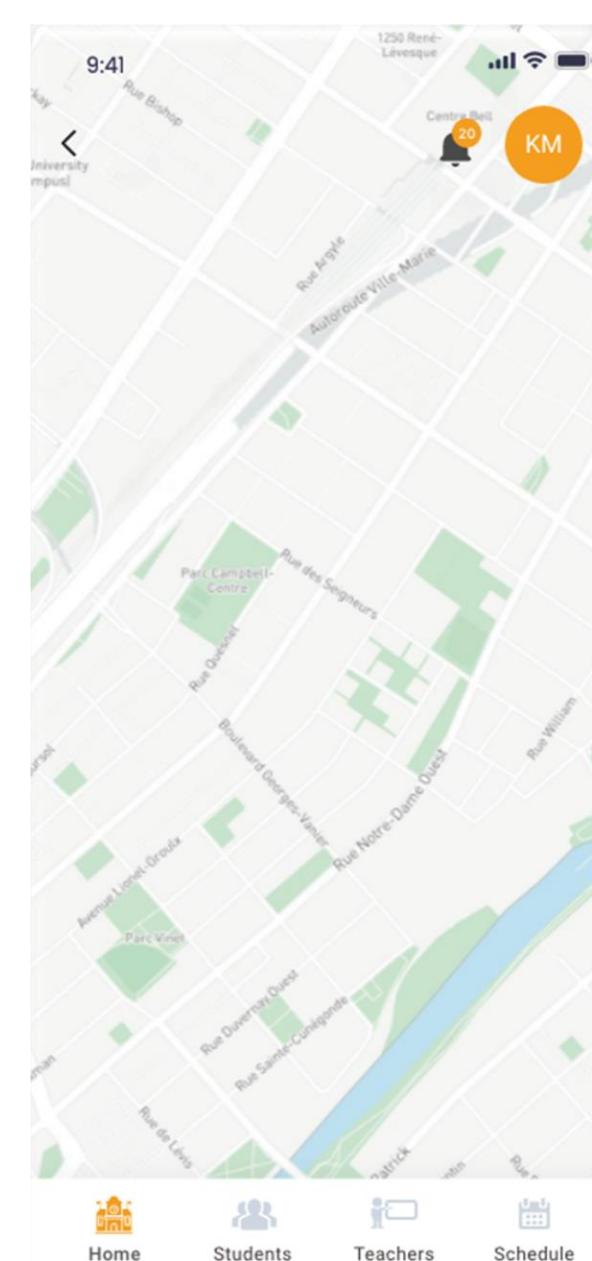 1250 René-
Lévesque
9:41
Rue Bishop
Centre Bell
20
KM
University
Rue Argyle
Autoroute Ville-Marie
Rue des Seigneurs
Parc Campbell-
Centre
Rue Quesnel
Rue William
Boulevard Georges-Vanier
Rue Notre-Dame Ouest
Avenue Lionel-Groulx
Parc Vinet
Rue Duvernay Ouest
Rue Sainte-Cunégonde
Rue de Lévis
Home
Students
Teachers
Schedule